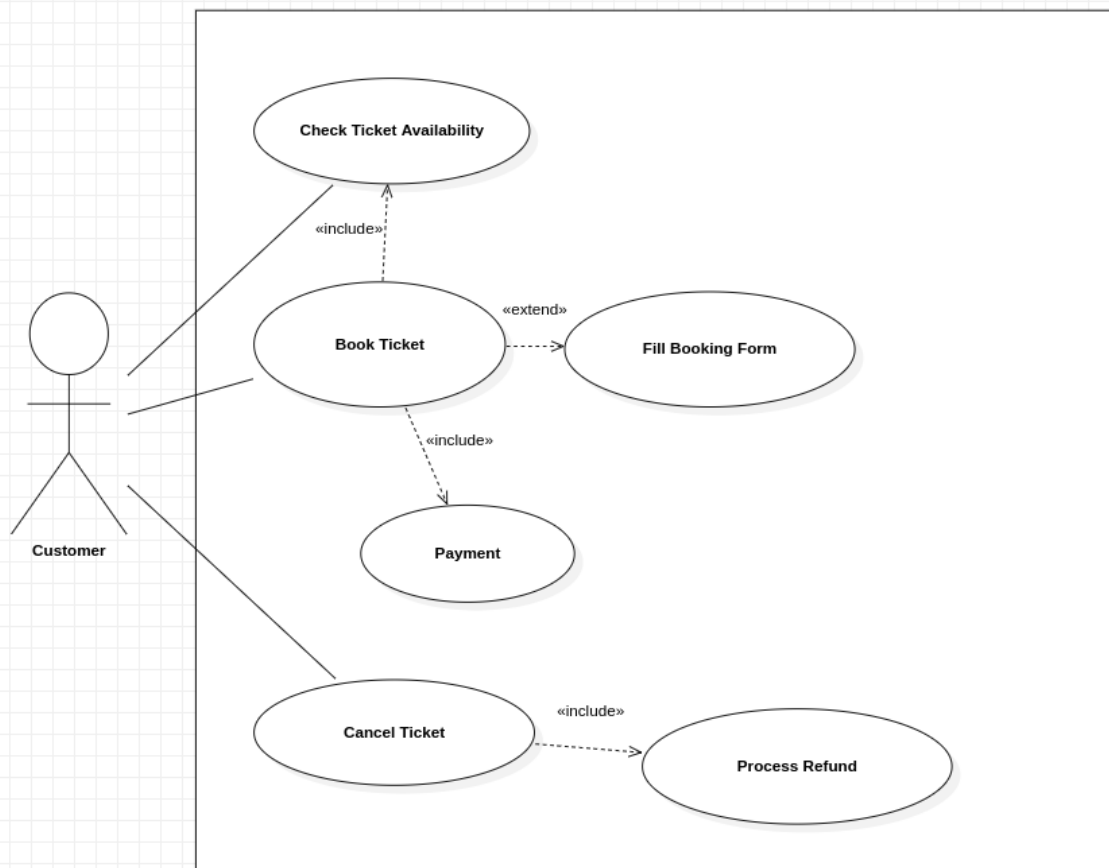 Check Ticket Availability
«include»
«extend»
Book Ticket
Fill Booking Form
«include»
Payment
Customer
«include»
Cancel Ticket
Process Refund